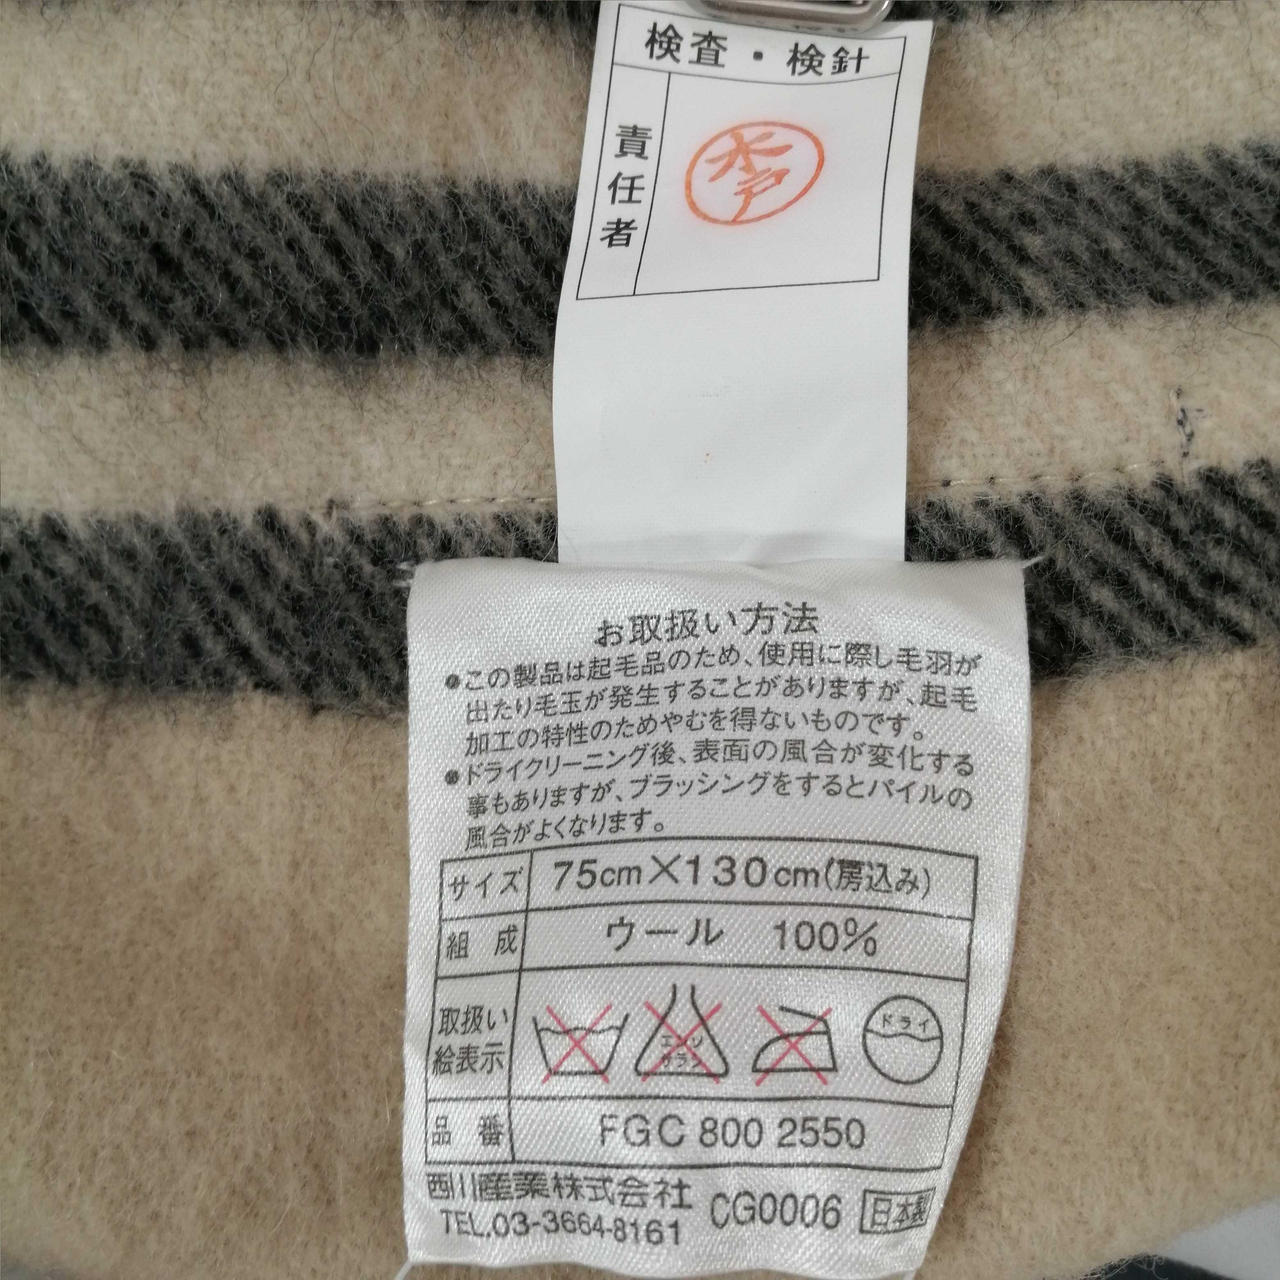 検査・検針
責任者
水戸
お取扱い方法
●この製品は起毛品のため、使用に際し毛羽が
出たり毛玉が発生することがありますが、起毛
加工の特性のためやむを得ないものです。
●ドライクリーニング後、表面の風合が変化する
事もありますが、ブラッシングをするとパイルの
風合がよくなります。
サイズ 75cm×130cm(房込み)
組成 ウール 100%
取扱い
絵表示
エンソ
サラシ
ドライ
品番 FGC 800 2550
西川産業株式会社 CG0006 日本製
TEL.03-3664-8161